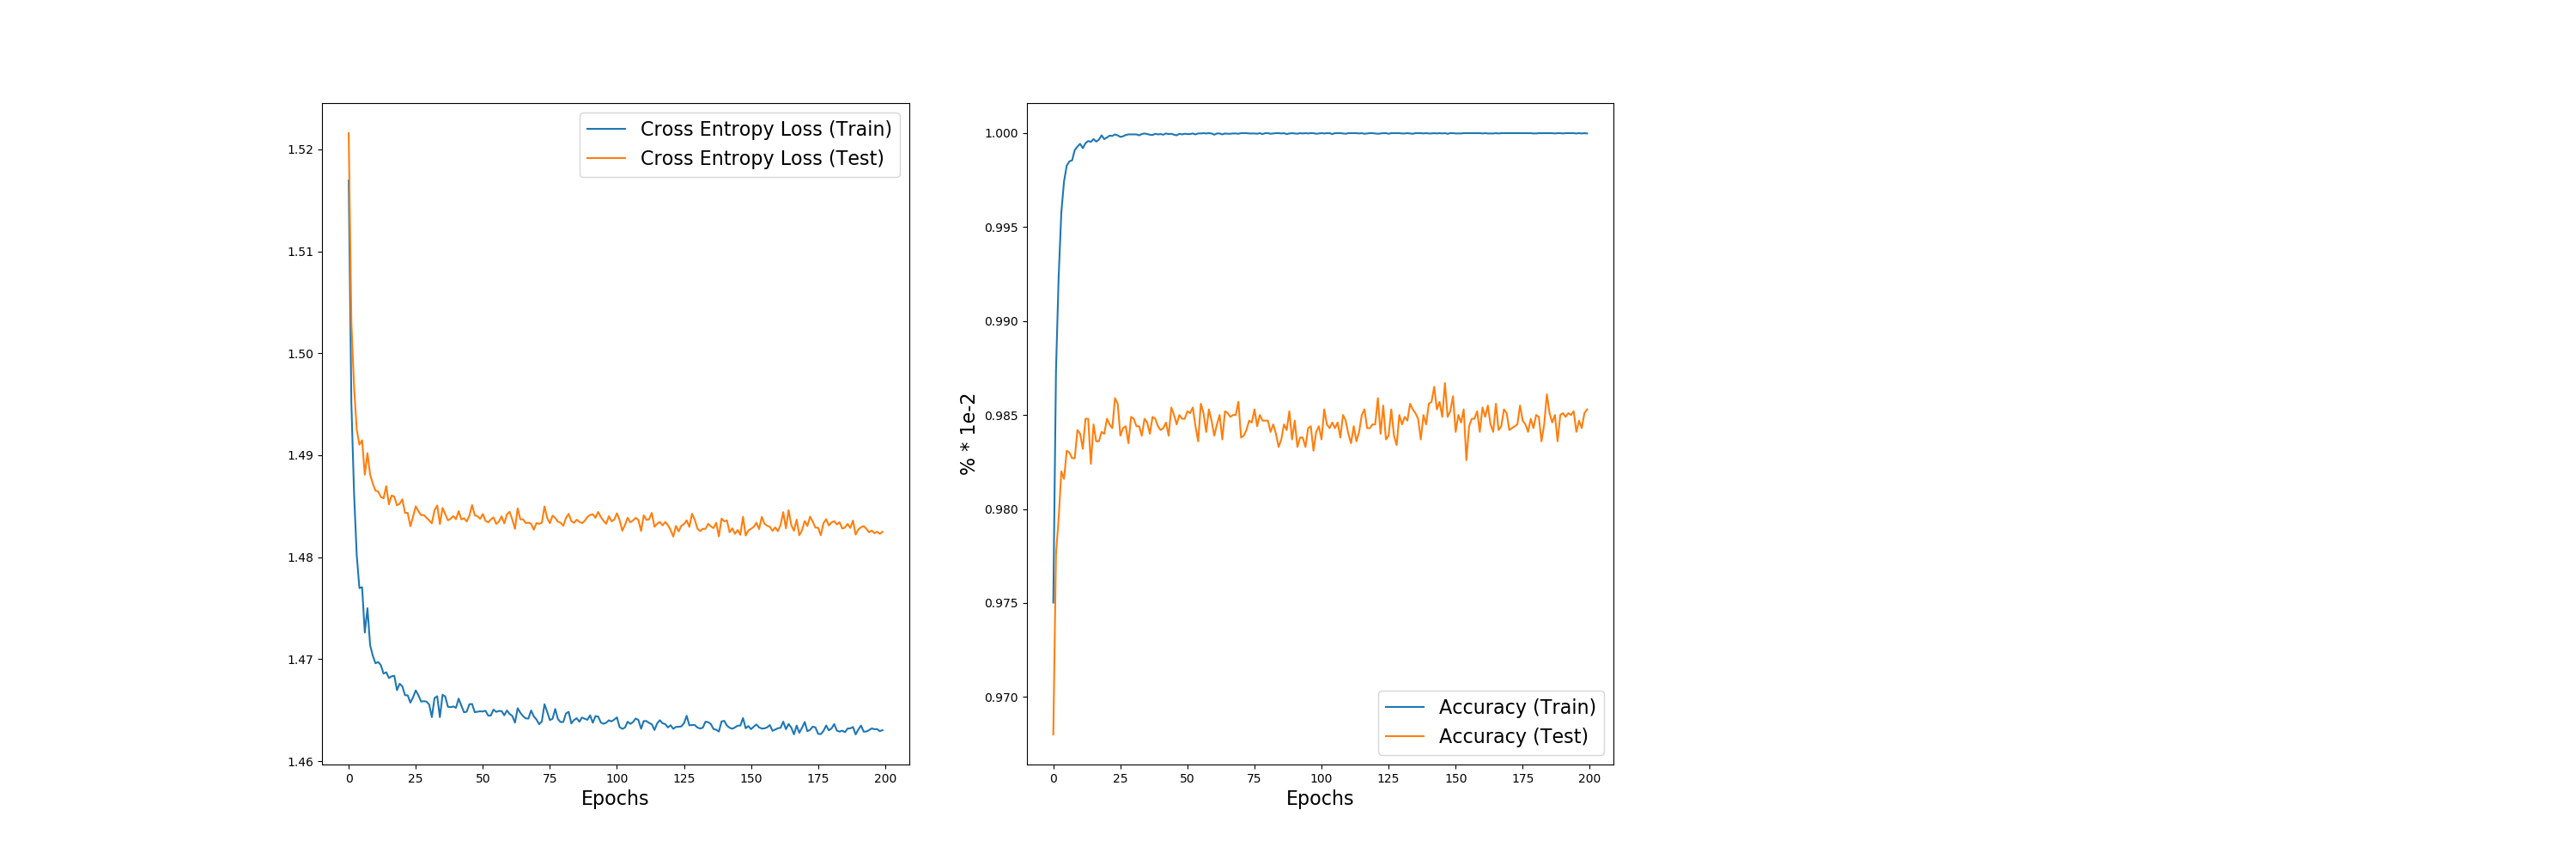 Cross Entropy Loss (Train)
Cross Entropy Loss (Test)
1.52
1.51
1.50
1.49
1.48
1.47
1.46
0 25 50 75 100 125 150 175 200
Epochs
% * 1e-2
1.000
0.995
0.990
0.985
0.980
0.975
0.970
Accuracy (Train)
Accuracy (Test)
0 25 50 75 100 125 150 175 200
Epochs